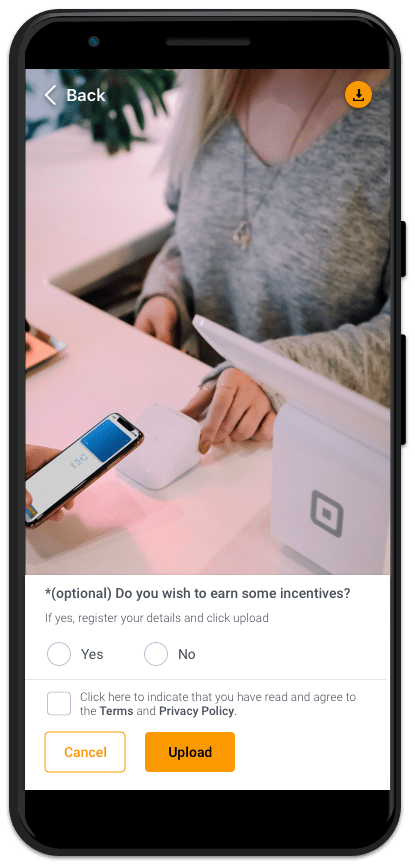 Back
*(optional) Do you wish to earn some incentives?
If yes, register your details and click upload
Yes No
Click here to indicate that you have read and agree to
the Terms and Privacy Policy.
Cancel Upload